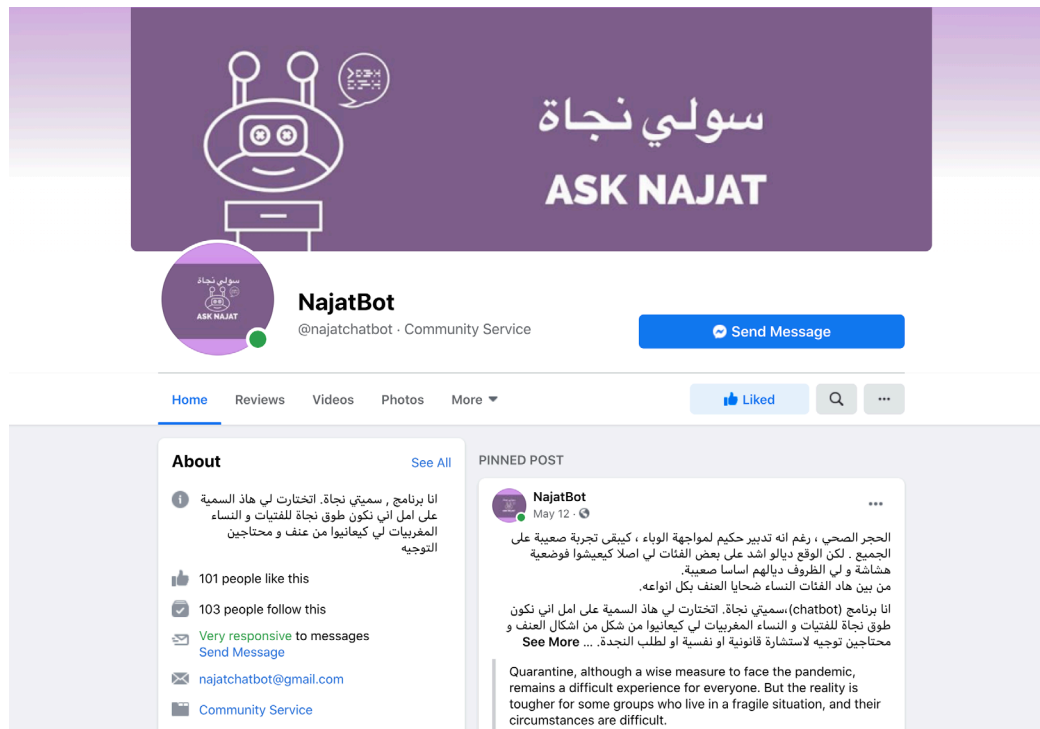 سولي نجاة
ASK NAJAT
سولي نجاة
ASK NAJAT
NajatBot
@najatchatbot · Community Service
Send Message
Home
Reviews
Videos
Photos
More
Liked
About
See All
انا برنامج , سميتي نجاة. اتختارت لي هاذ السمية
على امل اني نكون طوق نجاة للفتيات و النساء
المغربيات لي كيعانيوا من عنف و محتاجين
التوجيه
101 people like this
103 people follow this
Very responsive to messages
Send Message
najatchatbot@gmail.com
Community Service
PINNED POST
NajatBot
May 12 ·
الحجر الصحي ، رغم انه تدبير حكيم لمواجهة الوباء ، كيبقى تجربة صعيبة على
الجميع . لكن الوقع ديالو اشد على بعض الفئات لي اصلا كيعيشوا فوضعية
هشاشة و لي الظروف ديالهم اساسا صعيبة.
من بين هاد الفئات النساء ضحايا العنف بكل انواعه.
انا برنامج (chatbot)،سميتي نجاة. اتختارت لي هاذ السمية على امل اني نكون
طوق نجاة للفتيات و النساء المغربيات لي كيعانيوا من شكل من اشكال العنف و
محتاجين توجيه لاستشارة قانونية او نفسية او لطلب النجدة. ... See More
Quarantine, although a wise measure to face the pandemic,
remains a difficult experience for everyone. But the reality is
tougher for some groups who live in a fragile situation, and their
circumstances are difficult.